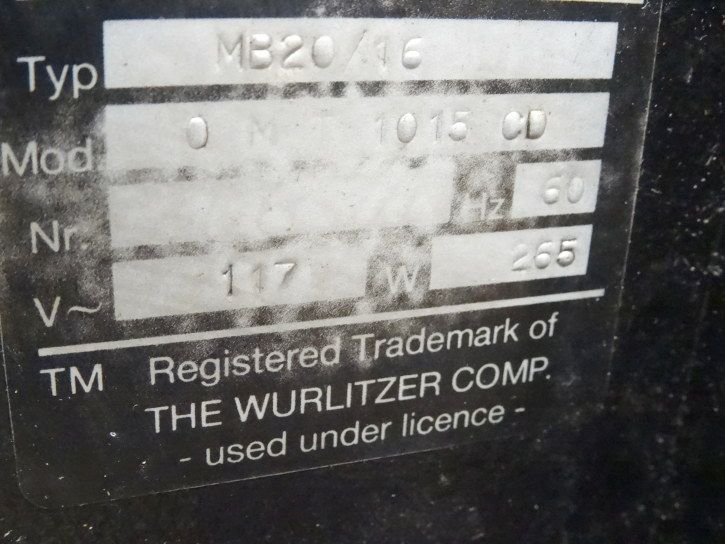 Typ MB20/16
Mod O M T 1015 CD
Nr. Hz 60
V~ 117 W 265
TM Registered Trademark of
THE WURLITZER COMP.
- used under licence -